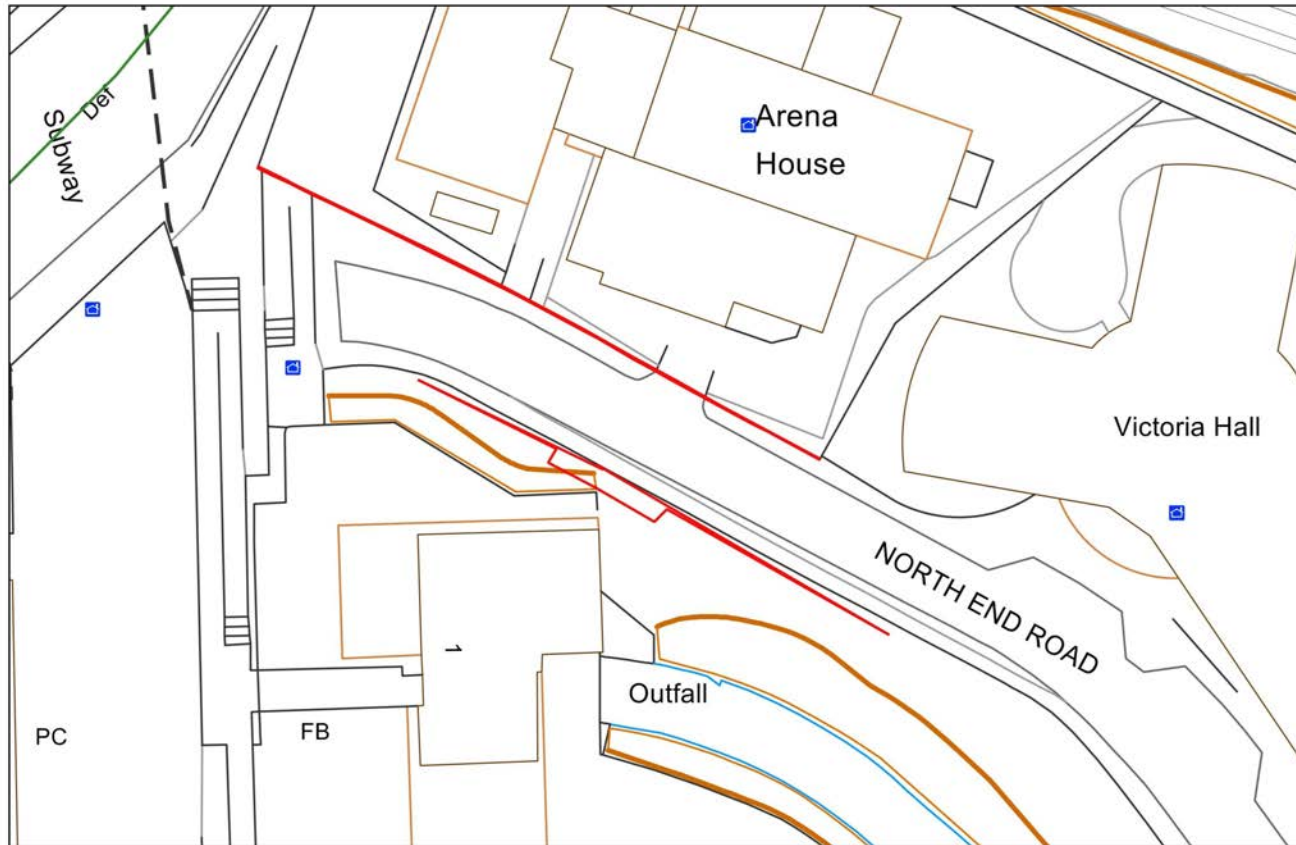 Def
Subway
Arena
House
Victoria Hall
NORTH END ROAD
1
Outfall
FB
PC